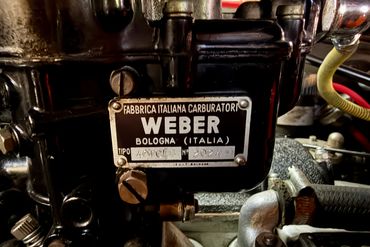 FABBRICA ITALIANA CARBURATORI
WEBER
BOLOGNA (ITALIA)
TIPO